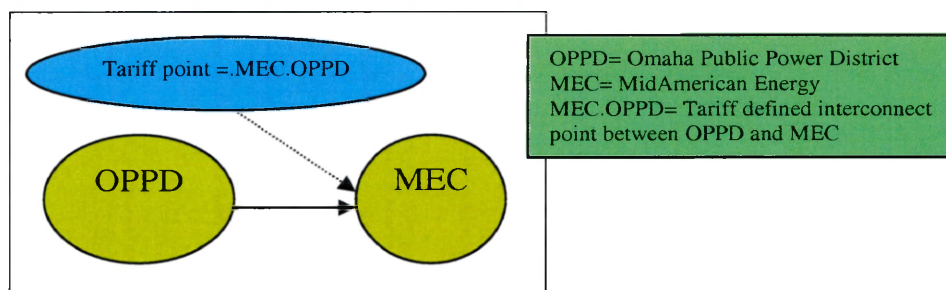 Tariff point =.MEC.OPPD
OPPD= Omaha Public Power District
MEC= MidAmerican Energy
MEC.OPPD= Tariff defined interconnect
point between OPPD and MEC
OPPD
MEC